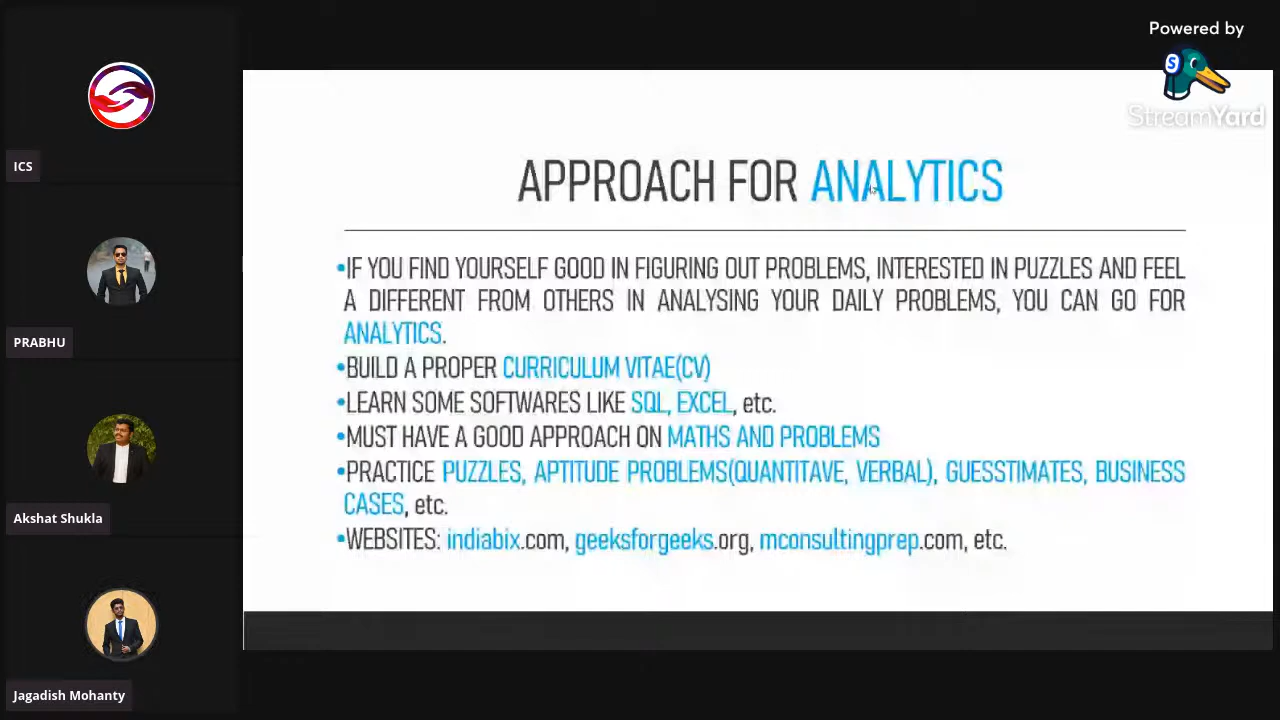 Powered by
StreamYard
ICS
PRABHU
Akshat Shukla
Jagadish Mohanty
APPROACH FOR ANALYTICS
•IF YOU FIND YOURSELF GOOD IN FIGURING OUT PROBLEMS, INTERESTED IN PUZZLES AND FEEL
A DIFFERENT FROM OTHERS IN ANALYSING YOUR DAILY PROBLEMS, YOU CAN GO FOR
ANALYTICS.
•BUILD A PROPER CURRICULUM VITAE(CV)
•LEARN SOME SOFTWARES LIKE SQL, EXCEL, etc.
•MUST HAVE A GOOD APPROACH ON MATHS AND PROBLEMS
•PRACTICE PUZZLES, APTITUDE PROBLEMS(QUANTITAVE, VERBAL), GUESSTIMATES, BUSINESS
CASES, etc.
•WEBSITES: indiabix.com, geeksforgeeks.org, mconsultingprep.com, etc.